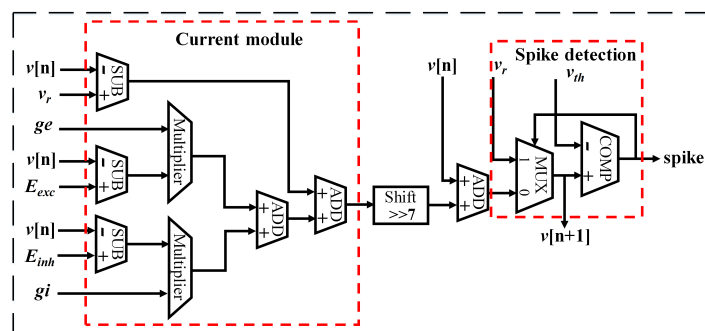 Current module
v[n]
- SUB
v_r
+
ge
Multiplier
v[n]
- SUB
E_exc
+
v[n]
- SUB
E_inh
+
gi
Multiplier
+ ADD
+
+ ADD
+
Shift
>>7
v[n]
+ ADD
+
Spike detection
v_r
v_th
1
MUX
0
- COMP
+
spike
v[n+1]